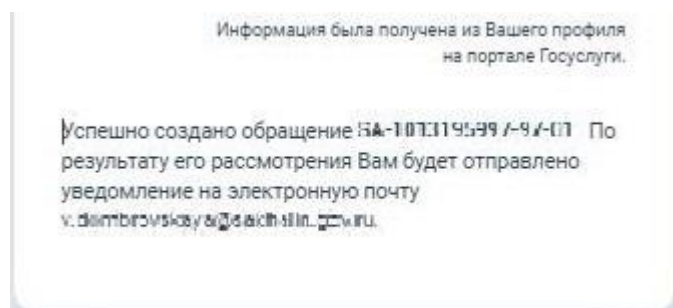 Информация была получена из Вашего профиля
на портале Госуслуги.
Успешно создано обращение По
результату его рассмотрения Вам будет отправлено
уведомление на электронную почту